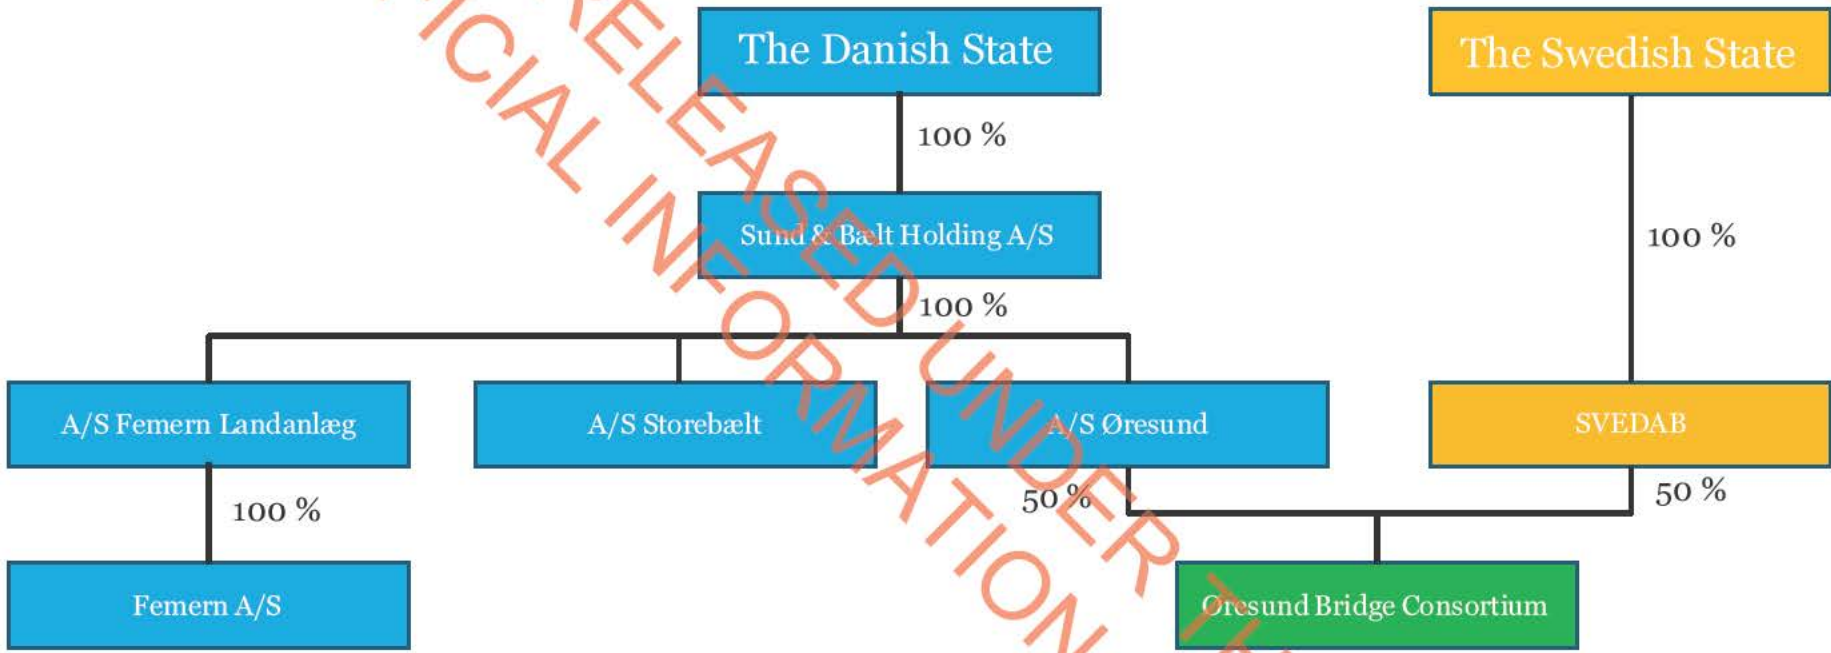 The Danish State
The Swedish State
100 %
Sund & Bælt Holding A/S
100 %
100 %
A/S Femern Landanlæg
A/S Storebælt
A/S Øresund
SVEDAB
100 %
50 %
50 %
Femern A/S
Øresund Bridge Consortium
RELEASED UNDER
ICIAL INFORMATION